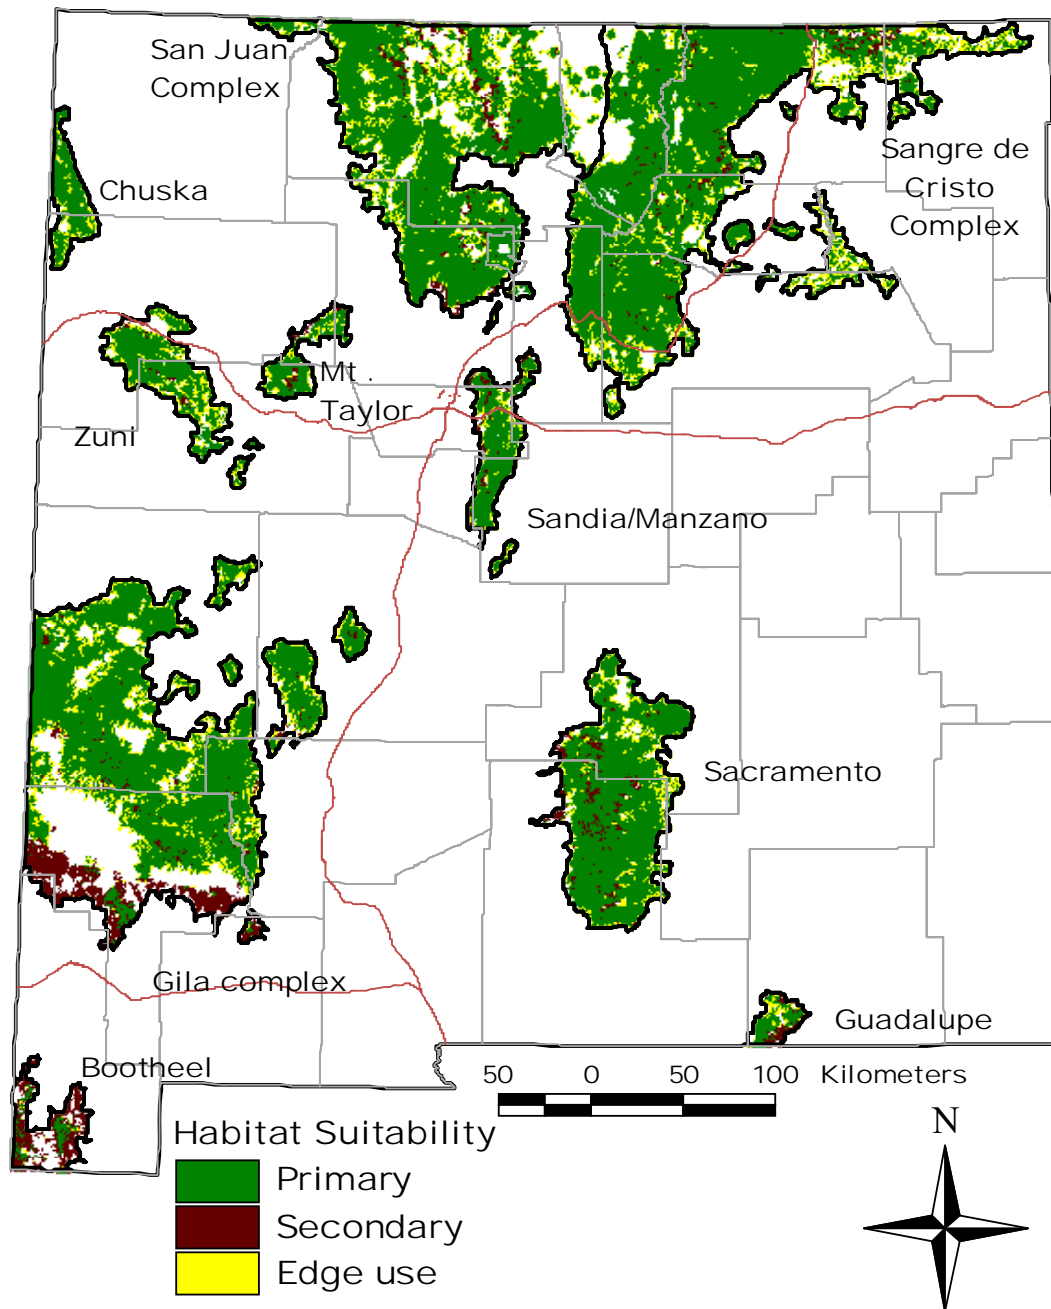 San Juan
Complex
Sangre de
Cristo
Complex
Chuska
Mt .
Taylor
Zuni
Sandia/Manzano
Sacramento
Gila complex
Guadalupe
Bootheel
50 0 50 100 Kilometers
Habitat Suitability
Primary
Secondary
Edge use
N